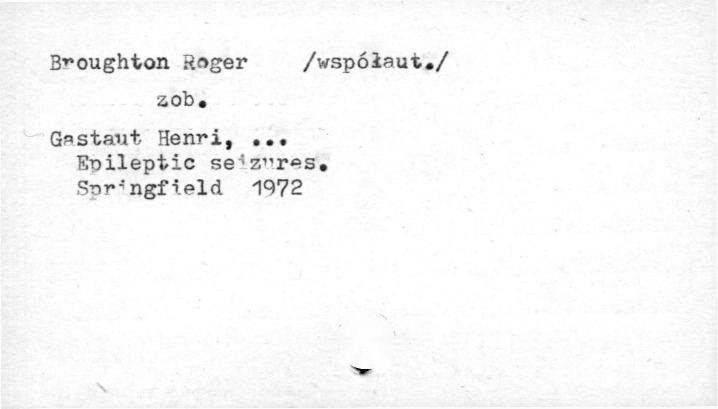 Broughton Roger /współaut./
zob.
Gastaut Henri, ...
Epileptic seizures.
Springfield 1972